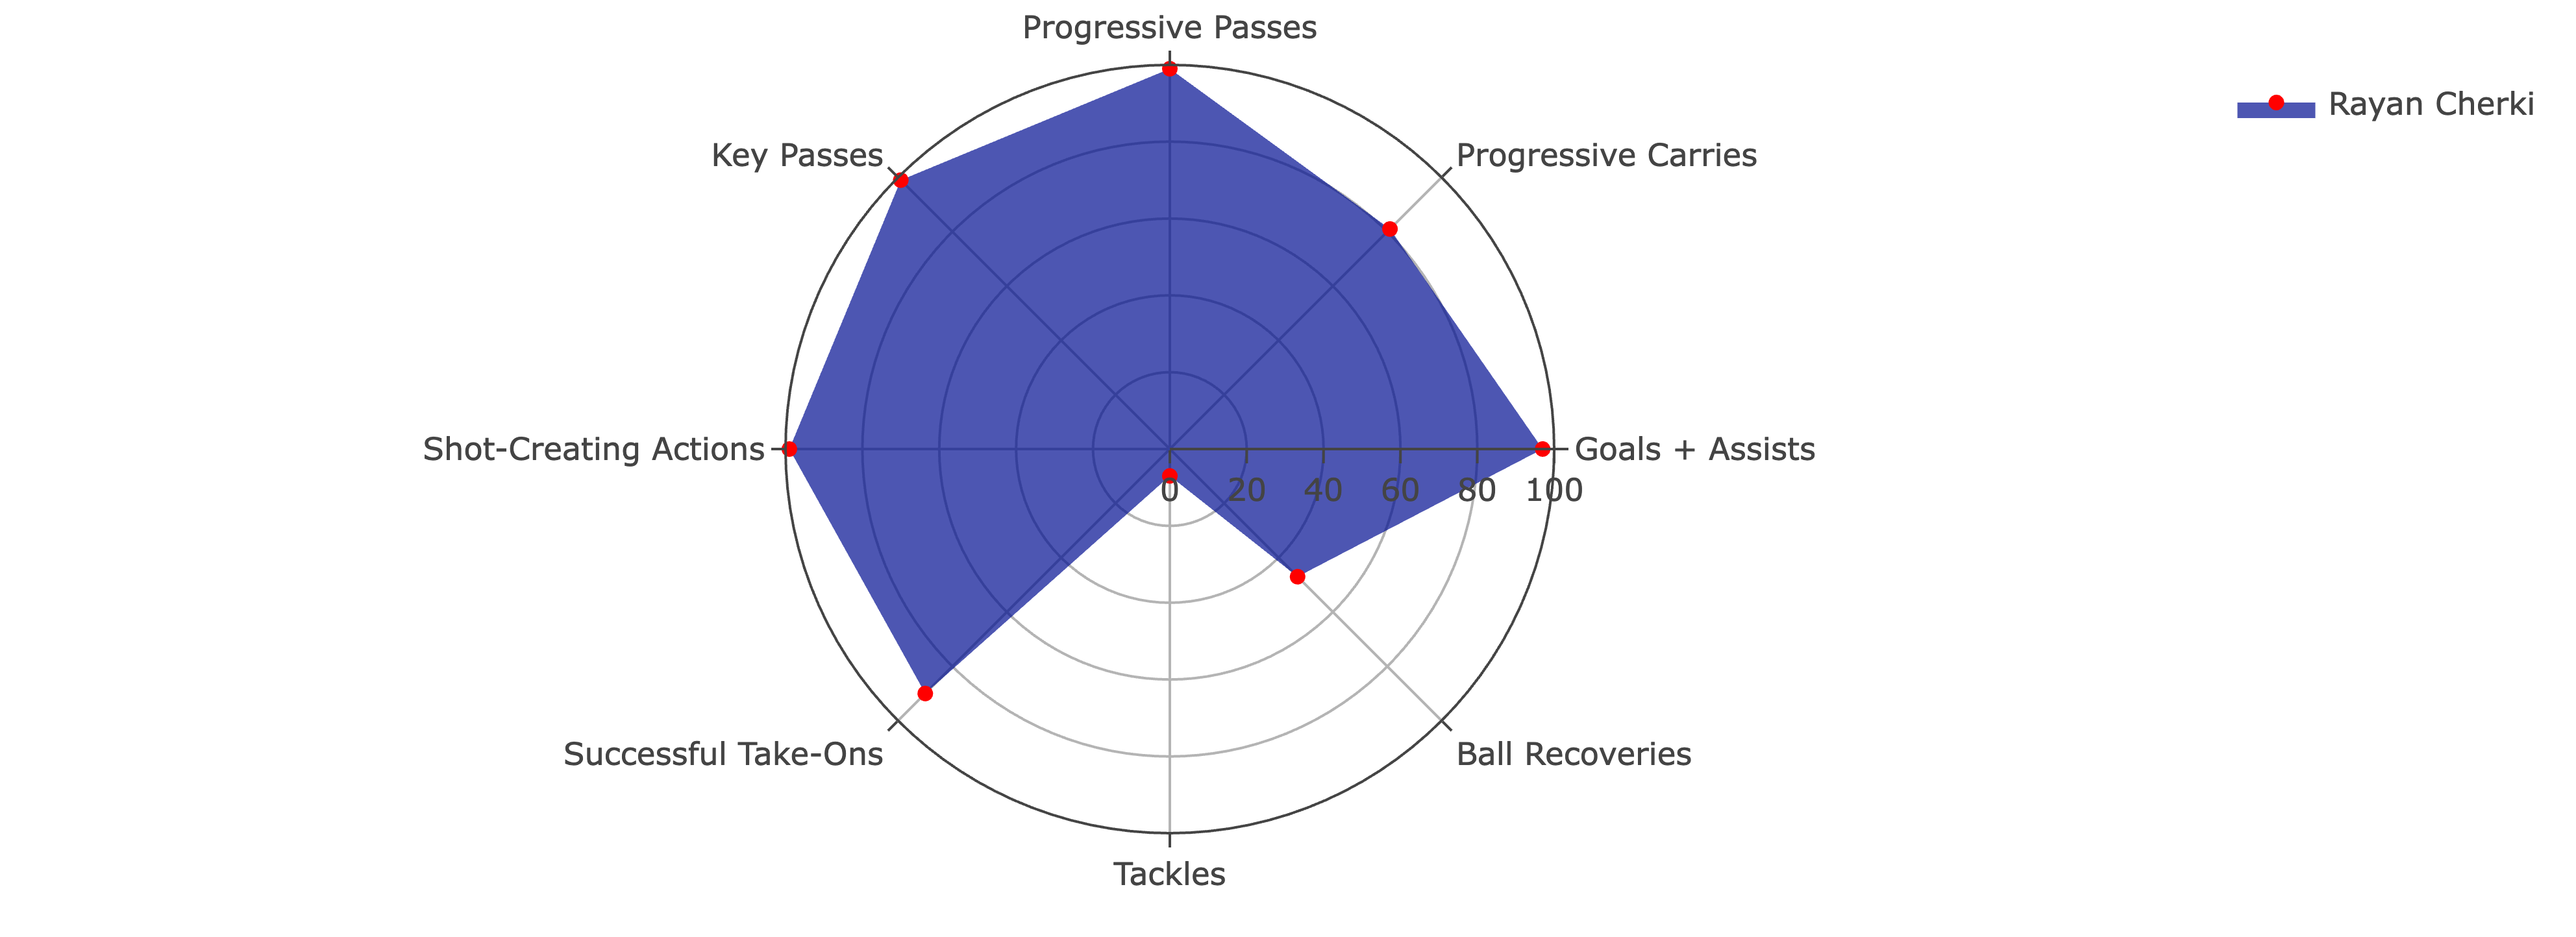 Progressive Passes
Rayan Cherki
Key Passes
Progressive Carries
Shot-Creating Actions
Goals + Assists
0 20 40 60 80 100
Successful Take-Ons
Ball Recoveries
Tackles